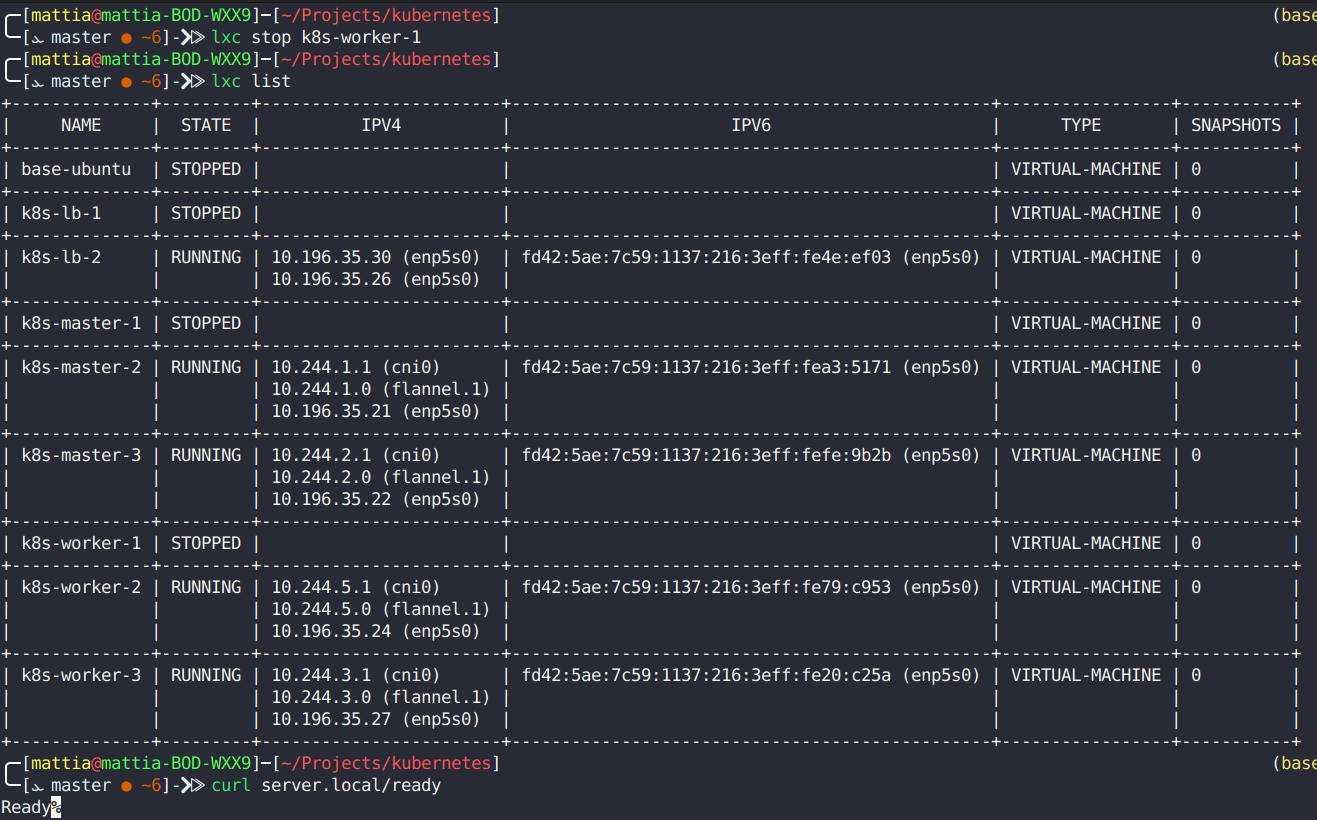 [mattia@mattia-BOD-WXX9]-[~/Projects/kubernetes] (base
[ master ● ~6]-> lxc stop k8s-worker-1
[mattia@mattia-BOD-WXX9]-[~/Projects/kubernetes] (base
[ master ● ~6]-> lxc list
+--------------+---------+------------------------+------------------------------------------------+-----------------+-----------+
| NAME | STATE | IPV4 | IPV6 | TYPE | SNAPSHOTS |
+--------------+---------+------------------------+------------------------------------------------+-----------------+-----------+
| base-ubuntu | STOPPED | | | VIRTUAL-MACHINE | 0 |
+--------------+---------+------------------------+------------------------------------------------+-----------------+-----------+
| k8s-lb-1 | STOPPED | | | VIRTUAL-MACHINE | 0 |
+--------------+---------+------------------------+------------------------------------------------+-----------------+-----------+
| k8s-lb-2 | RUNNING | 10.196.35.30 (enp5s0) | fd42:5ae:7c59:1137:216:3eff:fe4e:ef03 (enp5s0) | VIRTUAL-MACHINE | 0 |
| | | 10.196.35.26 (enp5s0) | | | |
+--------------+---------+------------------------+------------------------------------------------+-----------------+-----------+
| k8s-master-1 | STOPPED | | | VIRTUAL-MACHINE | 0 |
+--------------+---------+------------------------+------------------------------------------------+-----------------+-----------+
| k8s-master-2 | RUNNING | 10.244.1.1 (cni0) | fd42:5ae:7c59:1137:216:3eff:fea3:5171 (enp5s0) | VIRTUAL-MACHINE | 0 |
| | | 10.244.1.0 (flannel.1) | | | |
| | | 10.196.35.21 (enp5s0) | | | |
+--------------+---------+------------------------+------------------------------------------------+-----------------+-----------+
| k8s-master-3 | RUNNING | 10.244.2.1 (cni0) | fd42:5ae:7c59:1137:216:3eff:fefe:9b2b (enp5s0) | VIRTUAL-MACHINE | 0 |
| | | 10.244.2.0 (flannel.1) | | | |
| | | 10.196.35.22 (enp5s0) | | | |
+--------------+---------+------------------------+------------------------------------------------+-----------------+-----------+
| k8s-worker-1 | STOPPED | | | VIRTUAL-MACHINE | 0 |
+--------------+---------+------------------------+------------------------------------------------+-----------------+-----------+
| k8s-worker-2 | RUNNING | 10.244.5.1 (cni0) | fd42:5ae:7c59:1137:216:3eff:fe79:c953 (enp5s0) | VIRTUAL-MACHINE | 0 |
| | | 10.244.5.0 (flannel.1) | | | |
| | | 10.196.35.24 (enp5s0) | | | |
+--------------+---------+------------------------+------------------------------------------------+-----------------+-----------+
| k8s-worker-3 | RUNNING | 10.244.3.1 (cni0) | fd42:5ae:7c59:1137:216:3eff:fe20:c25a (enp5s0) | VIRTUAL-MACHINE | 0 |
| | | 10.244.3.0 (flannel.1) | | | |
| | | 10.196.35.27 (enp5s0) | | | |
+--------------+---------+------------------------+------------------------------------------------+-----------------+-----------+
[mattia@mattia-BOD-WXX9]-[~/Projects/kubernetes] (base
[ master ● ~6]-> curl server.local/ready
Ready%